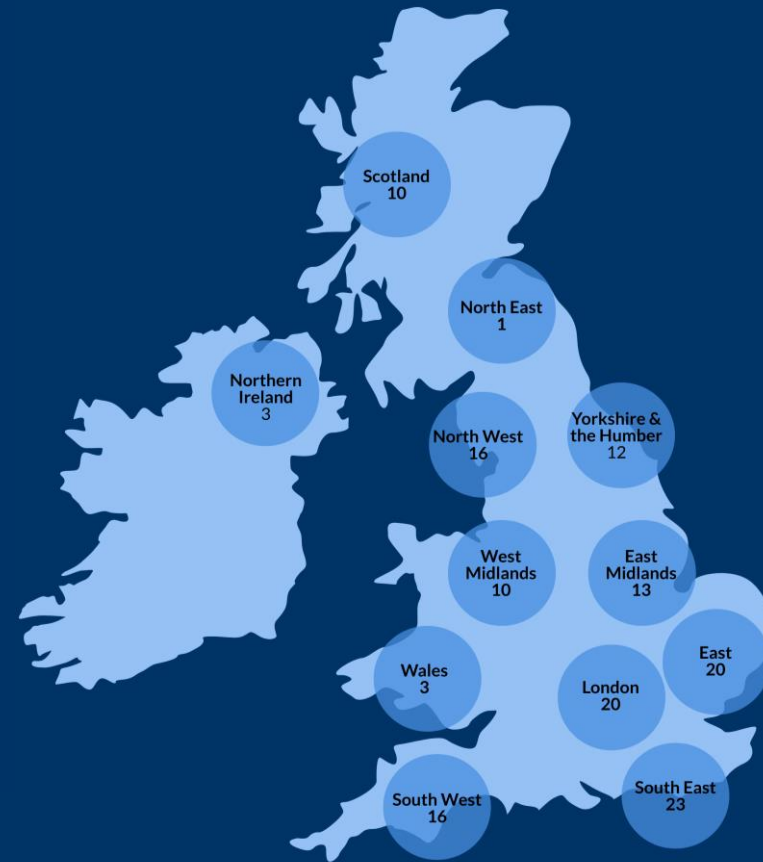 Scotland
10
North East
1
Northern
Ireland
3
North West
16
Yorkshire &
the Humber
12
West
Midlands
10
East
Midlands
13
Wales
3
London
20
East
20
South West
16
South East
23